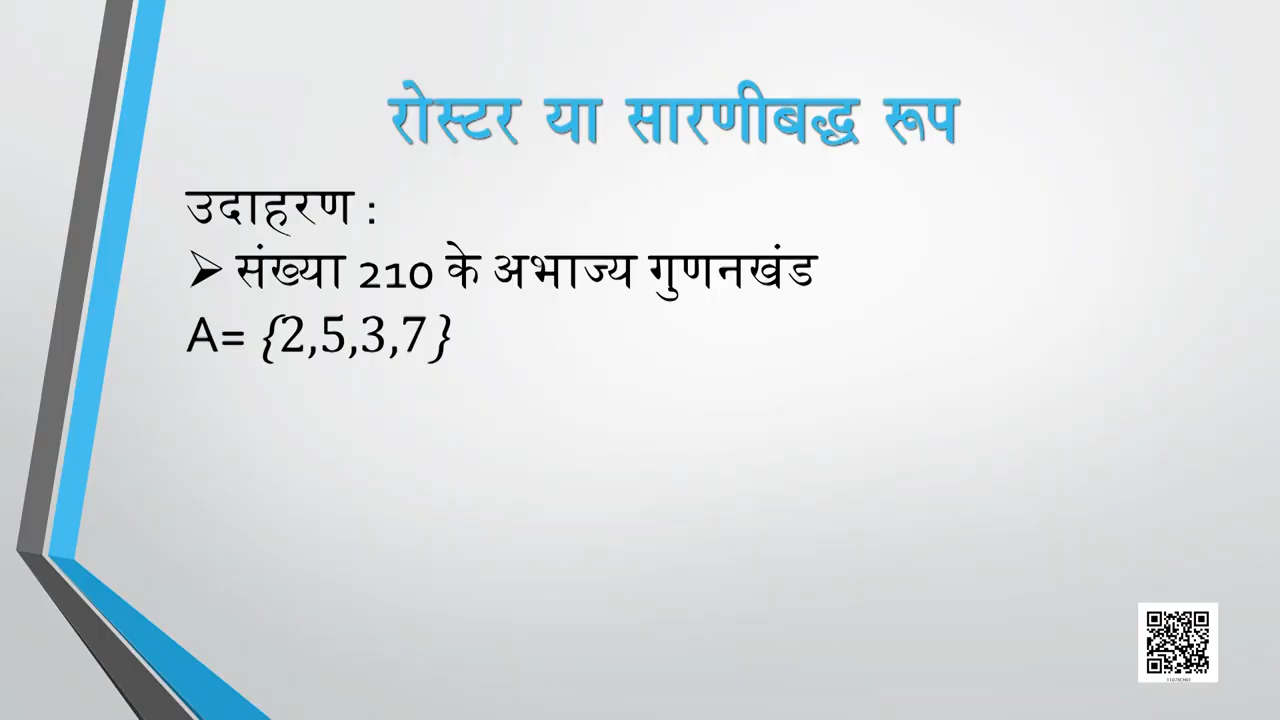 रोस्टर या सारणीबद्ध रूप
उदाहरण :
➢ संख्या 210 के अभाज्य गुणनखंड
A= {2,5,3,7}